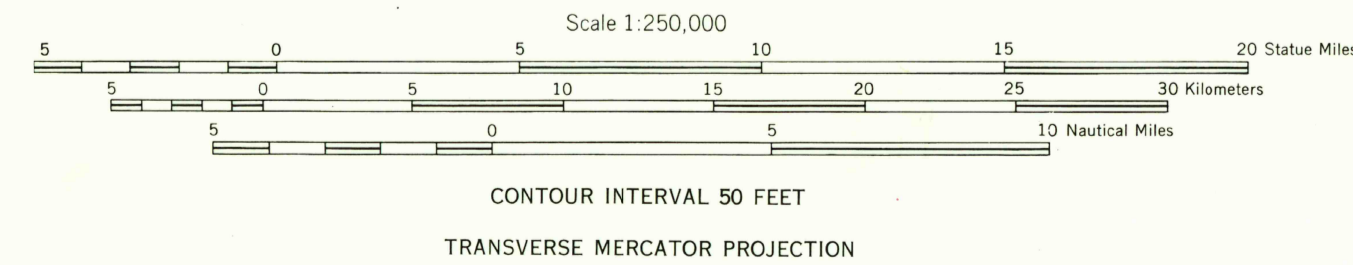 Scale 1:250,000
5 0 5 10 15 20 Statue Miles
5 0 5 10 15 20 25 30 Kilometers
5 0 5 10 Nautical Miles
CONTOUR INTERVAL 50 FEET
TRANSVERSE MERCATOR PROJECTION